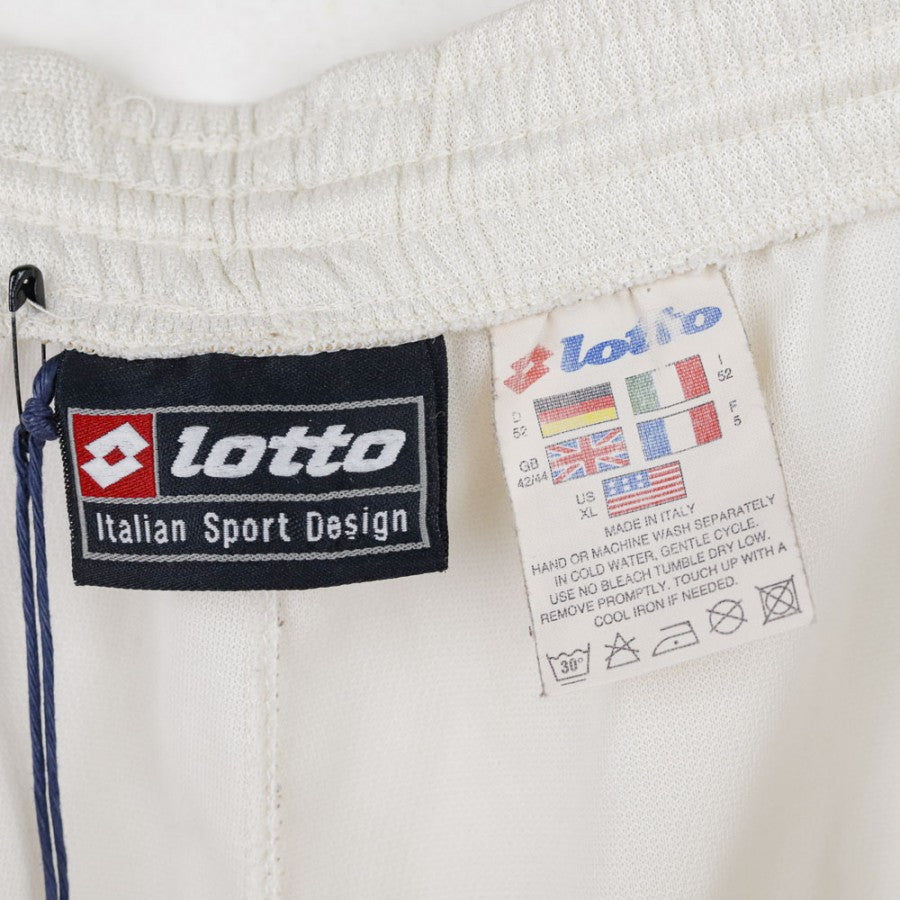 lotto
Italian Sport Design
lotto
D
52
I
52
GB
42/44
F
5
US
XL
MADE IN ITALY
HAND OR MACHINE WASH SEPARATELY
IN COLD WATER, GENTLE CYCLE.
USE NO BLEACH TUMBLE DRY LOW.
REMOVE PROMPTLY. TOUCH UP WITH A
COOL IRON IF NEEDED.
30°